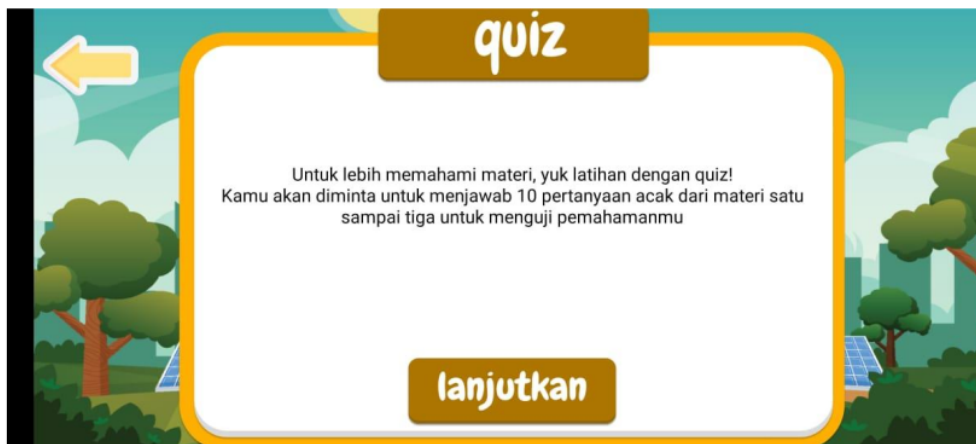 quiz
Untuk lebih memahami materi, yuk latihan dengan quiz!
Kamu akan diminta untuk menjawab 10 pertanyaan acak dari materi satu
sampai tiga untuk menguji pemahamanmu
lanjutkan